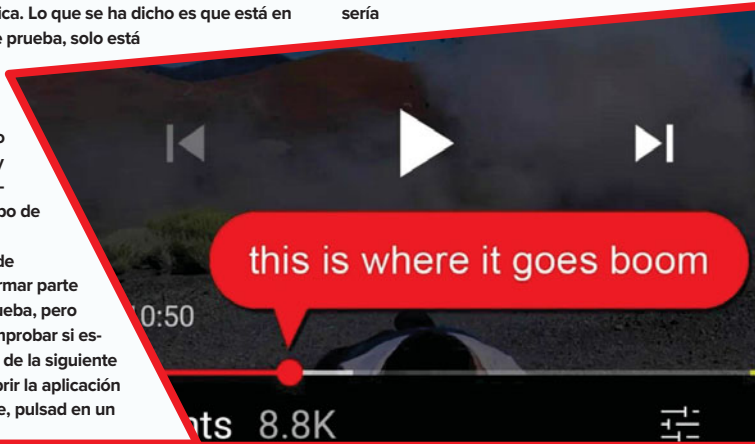 ica. Lo que se ha dicho es que está en
e prueba, solo está
o
y
-
po de
de
rmar parte
ueba, pero
mprobar si es-
de la siguiente
brir la aplicación
e, pulsad en un
sería
this is where it goes boom
0:50
nts 8.8K